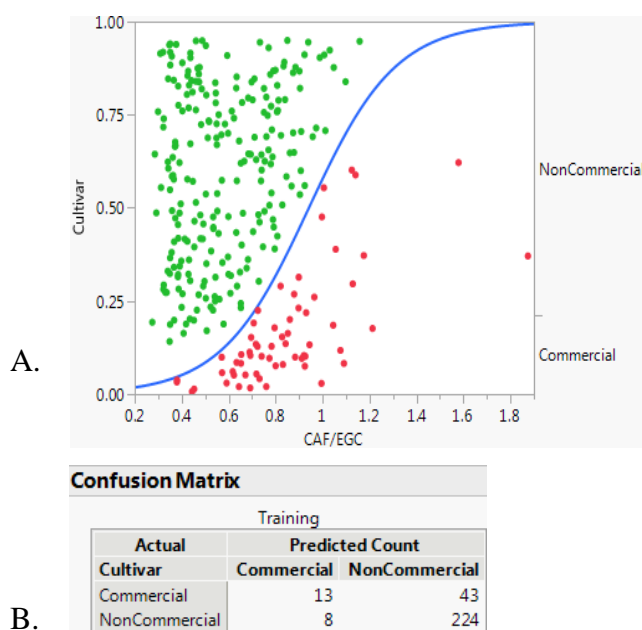 1.00
0.75
0.50
0.25
0.00
Cultivar
NonCommercial
Commercial
0.2 0.4 0.6 0.8 1 1.2 1.4 1.6 1.8
CAF/EGC
A.
Confusion Matrix
Training
Actual Predicted Count
Cultivar Commercial NonCommercial
Commercial 13 43
NonCommercial 8 224
B.